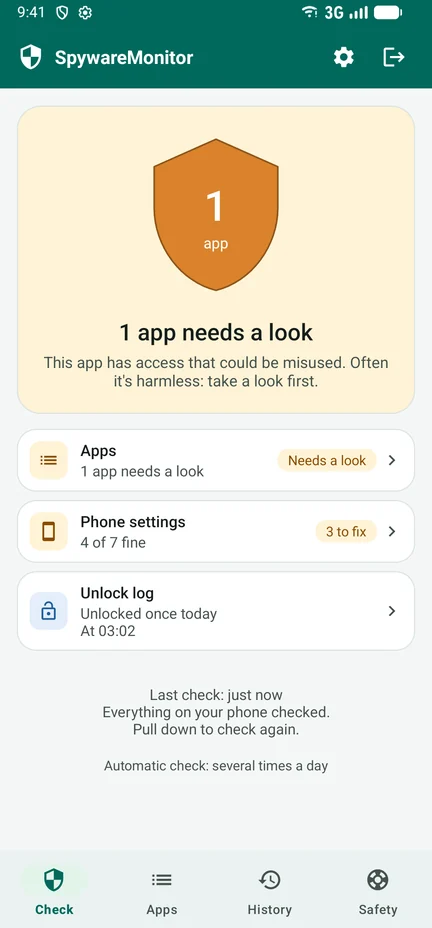 9:41
3G
SpywareMonitor
1
app
1 app needs a look
This app has access that could be misused. Often
it's harmless: take a look first.
Apps
1 app needs a look
Needs a look
Phone settings
4 of 7 fine
3 to fix
Unlock log
Unlocked once today
At 03:02
Last check: just now
Everything on your phone checked.
Pull down to check again.
Automatic check: several times a day
Check
Apps
History
Safety